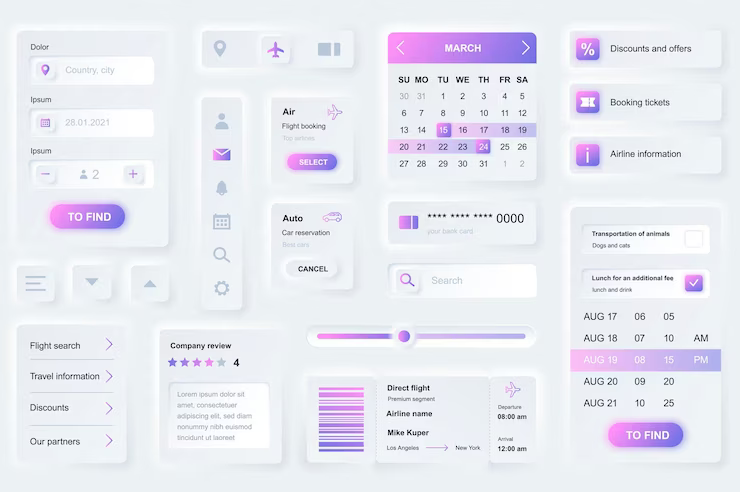 Dolor
Country, city
Ipsum
28.01.2021
Ipsum
2
TO FIND
Air
Flight booking
Top airlines
SELECT
Auto
Car reservation
Best cars
CANCEL
MARCH
SU MO TU WE TH FR SA
30 31 1 2 3 4 5
6 7 8 9 10 11 12
13 14 15 16 17 18 19
20 21 22 23 24 25 26
27 28 29 30 31 1 2
**** **** **** 0000
your bank card
Search
Discounts and offers
Booking tickets
Airline information
Transportation of animals
Dogs and cats
Lunch for an additional fee
lunch and drink
AUG 17 06 05
AUG 18 07 10 AM
AUG 19 08 15 PM
AUG 20 09 20
AUG 21 10 25
TO FIND
Flight search
Travel information
Discounts
Our partners
Company review
4
Lorem ipsum dolor sit
amet, consectetuer
adipiscing elit, sed diam
nonummy nibh euismod
tincidunt ut laoreet
Direct flight
Premium segment
Airline name
Mike Kuper
Los Angeles New York
Departure
08:00 am
Arrival
12:00 am